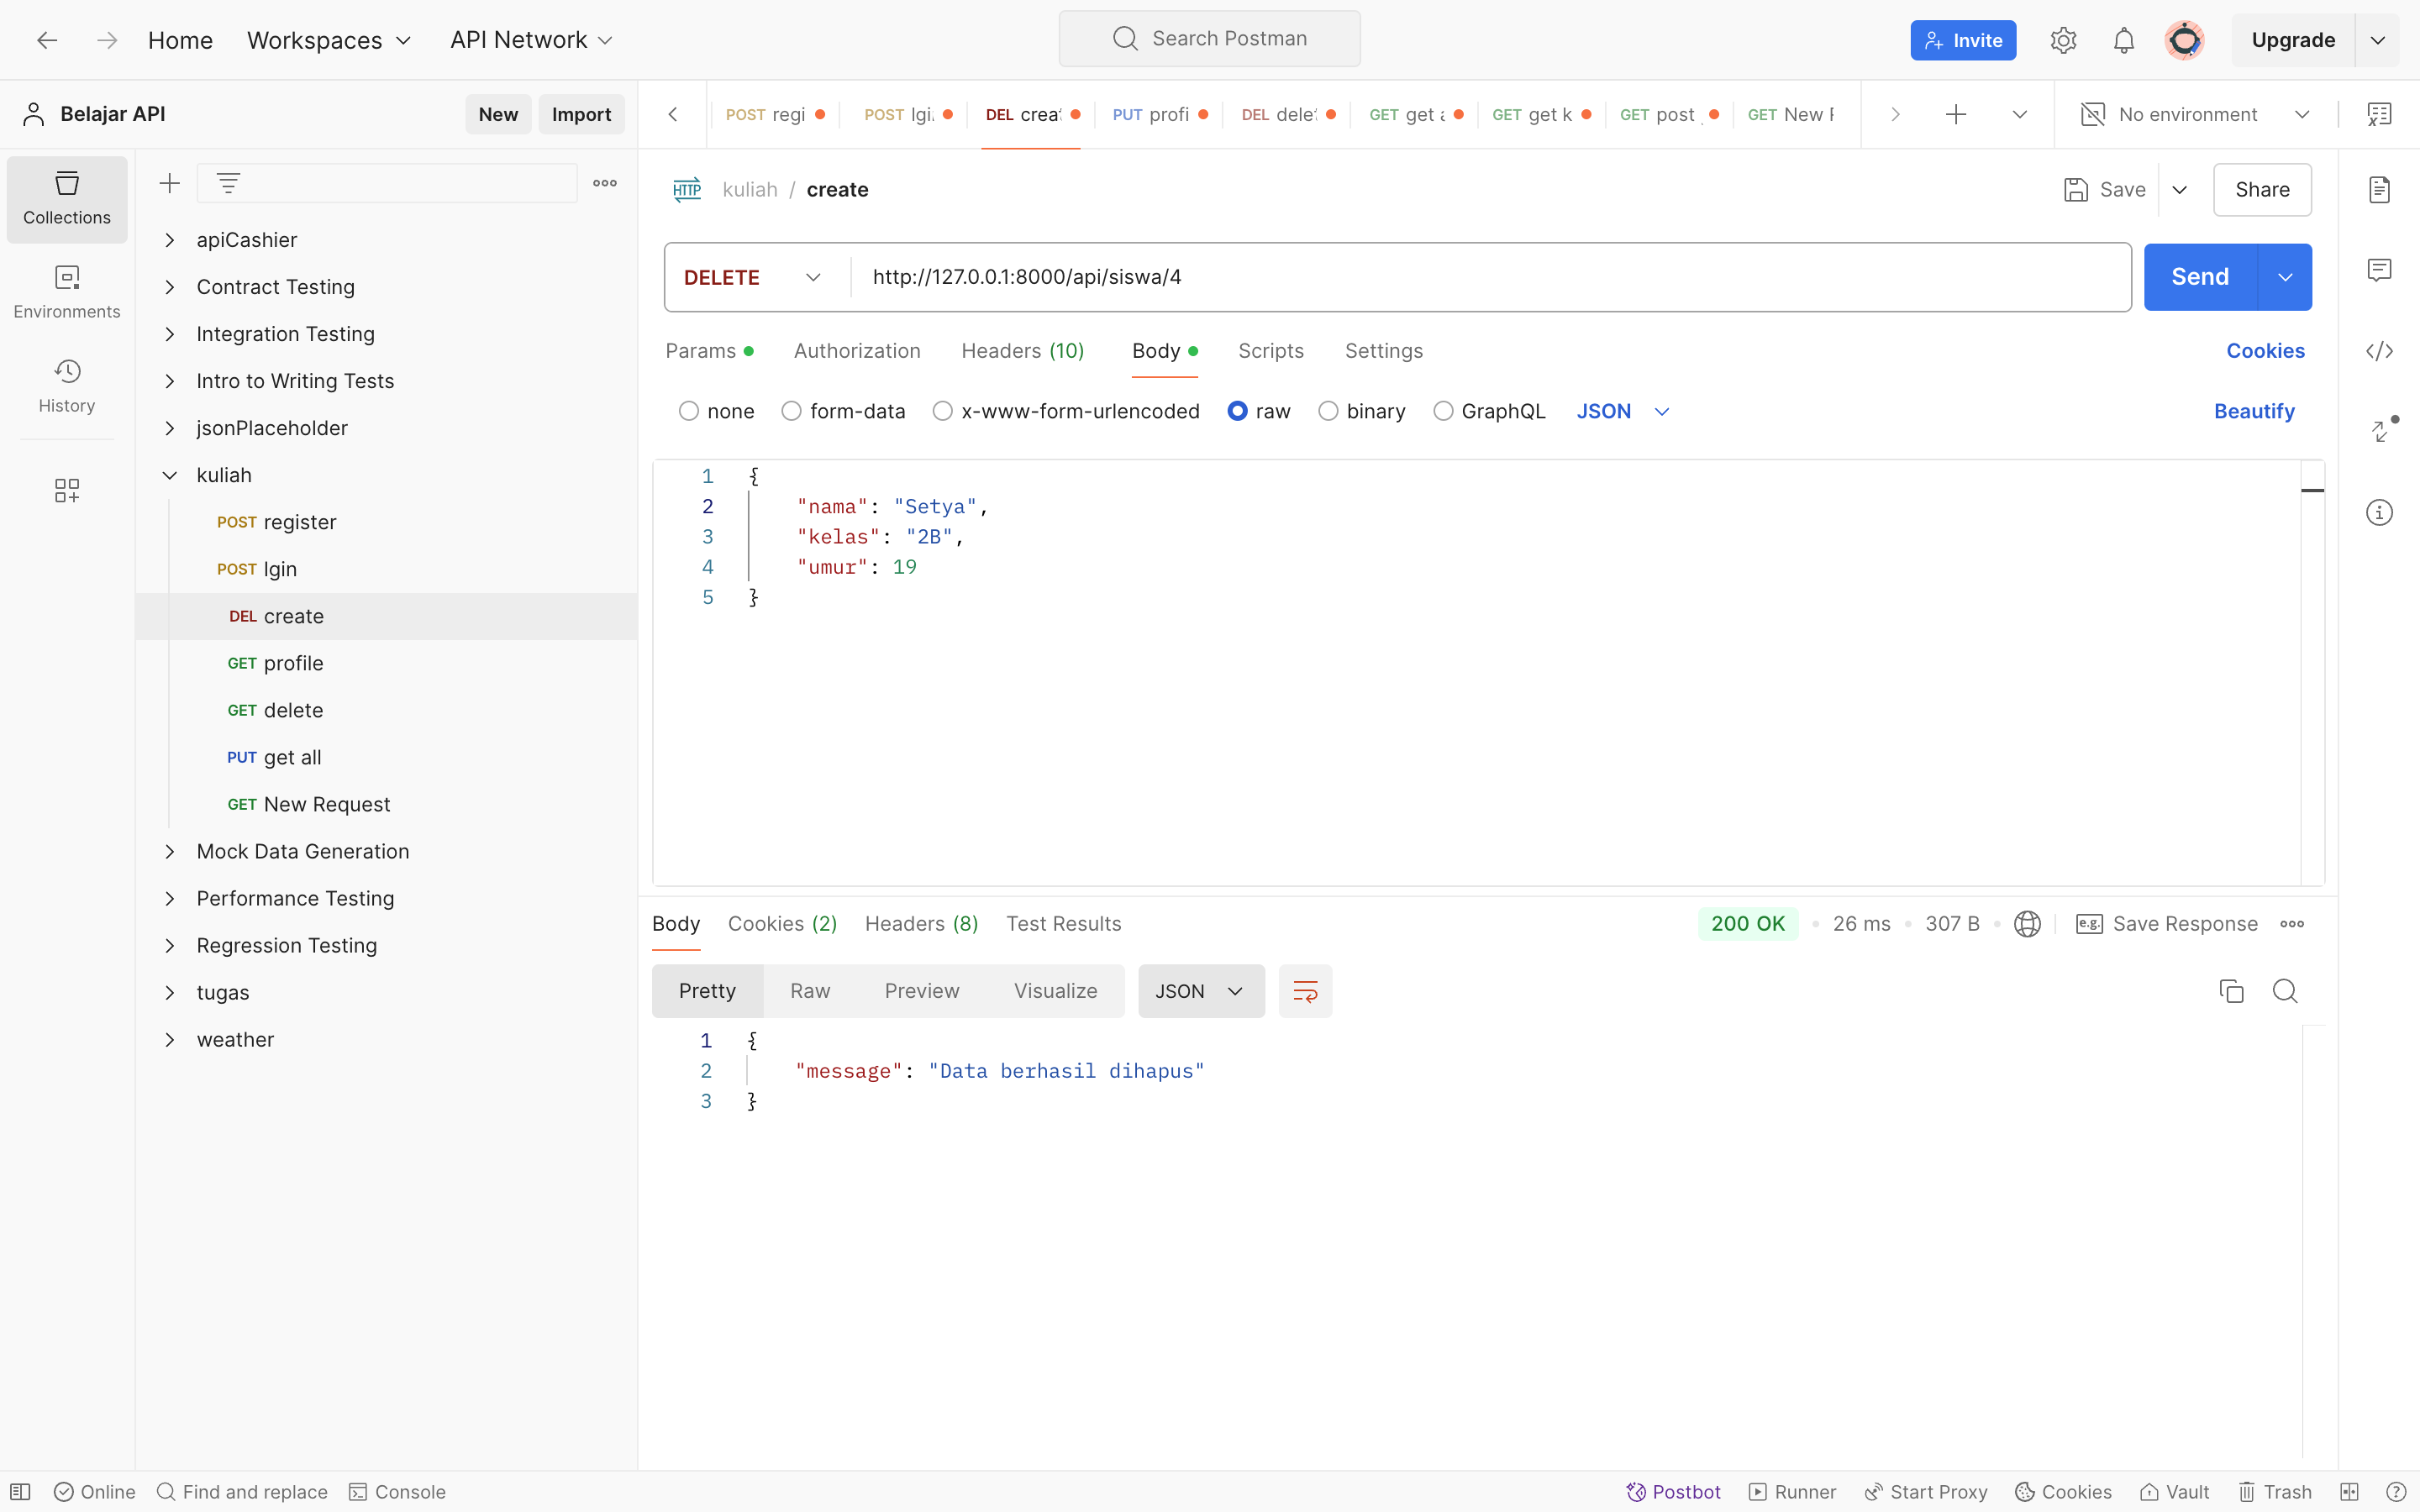 Home Workspaces API Network Search Postman Invite Upgrade
Belajar API New Import
POST regi POST lgi DEL crea PUT profi DEL dele GET get GET get k GET post GET New No environment
Collections
Environments
History
apiCashier
Contract Testing
Integration Testing
Intro to Writing Tests
jsonPlaceholder
kuliah
POST register
POST lgin
DEL create
GET profile
GET delete
PUT get all
GET New Request
Mock Data Generation
Performance Testing
Regression Testing
tugas
weather
HTTP kuliah / create Save Share
DELETE http://127.0.0.1:8000/api/siswa/4 Send
Params Authorization Headers (10) Body Scripts Settings Cookies
none form-data x-www-form-urlencoded raw binary GraphQL JSON Beautify
1 {
2 "nama": "Setya",
3 "kelas": "2B",
4 "umur": 19
5 }
Body Cookies (2) Headers (8) Test Results 200 OK • 26 ms • 307 B • e.g. Save Response
Pretty Raw Preview Visualize JSON
1 {
2 "message": "Data berhasil dihapus"
3 }
Online Find and replace Console Postbot Runner Start Proxy Cookies Vault Trash